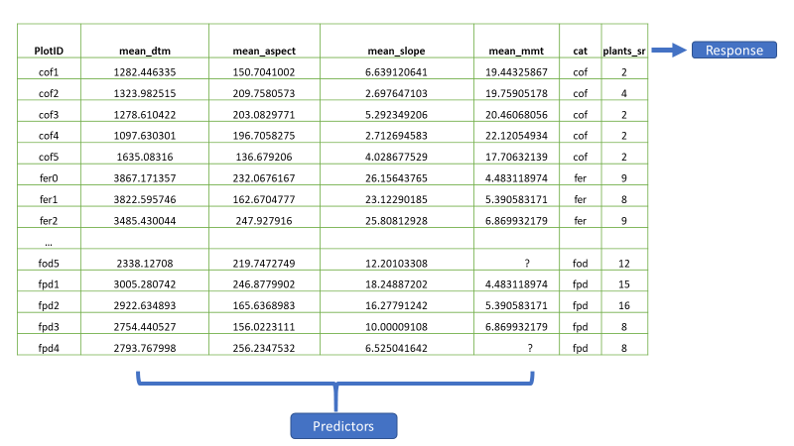 PlotID mean_dtm mean_aspect mean_slope mean_mmt cat plants_sr Response
cof1 1282.446335 150.7041002 6.639120641 19.44325867 cof 2
cof2 1323.982515 209.7580573 2.697647103 19.75905178 cof 4
cof3 1278.610422 203.0829771 5.292349206 20.46068056 cof 2
cof4 1097.630301 196.7058275 2.712694583 22.12054934 cof 2
cof5 1635.08316 136.679206 4.028677529 17.70632139 cof 2
fer0 3867.171357 232.0676167 26.15643765 4.483118974 fer 9
fer1 3822.595746 162.6704777 23.12290185 5.390583171 fer 8
fer2 3485.430044 247.927916 25.80812928 6.869932179 fer 9
...
fod5 2338.12708 219.7472749 12.20103308 ? fod 12
fpd1 3005.280742 246.8779902 18.24887202 4.483118974 fpd 15
fpd2 2922.634893 165.6368983 16.27791242 5.390583171 fpd 16
fpd3 2754.440527 156.0223111 10.00009108 6.869932179 fpd 8
fpd4 2793.767998 256.2347532 6.525041642 ? fpd 8
Predictors